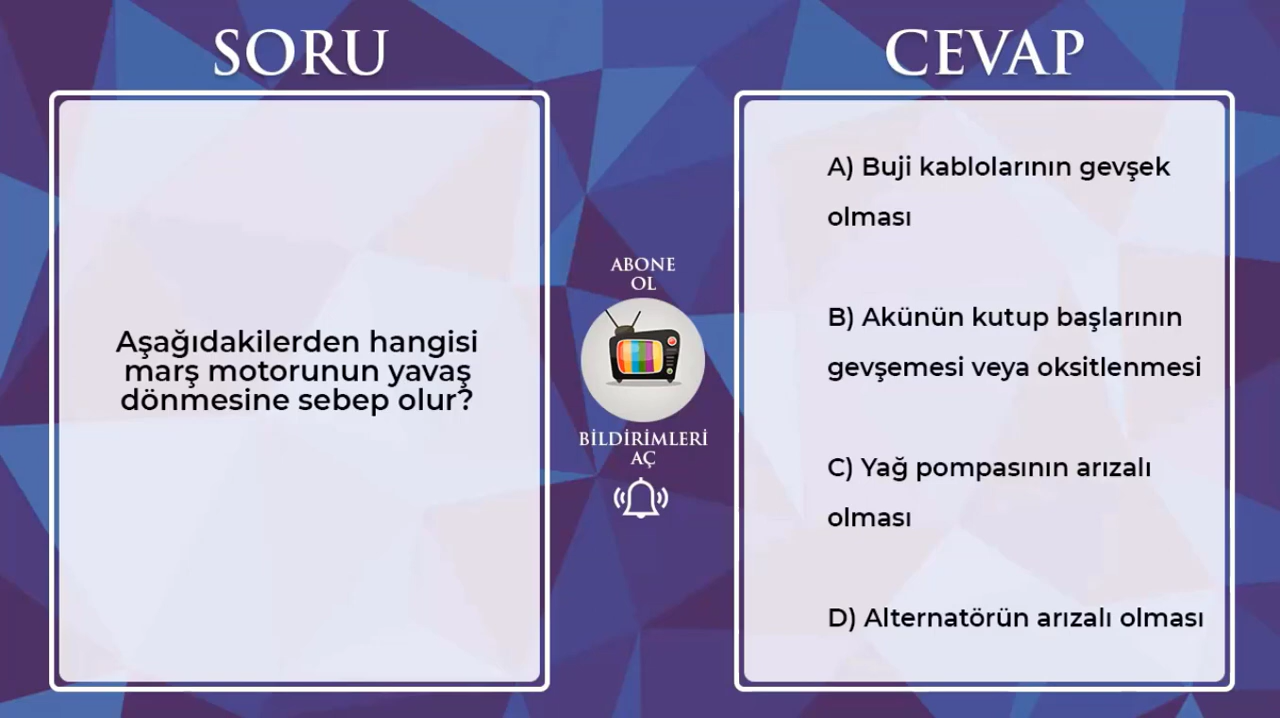 SORU
Aşağıdakilerden hangisi
marş motorunun yavaş
dönmesine sebep olur?
ABONE
OL
BİLDİRİMLERİ
AÇ
CEVAP
A) Buji kablolarının gevşek
olması
B) Akünün kutup başlarının
gevşemesi veya oksitlenmesi
C) Yağ pompasının arızalı
olması
D) Alternatörün arızalı olması